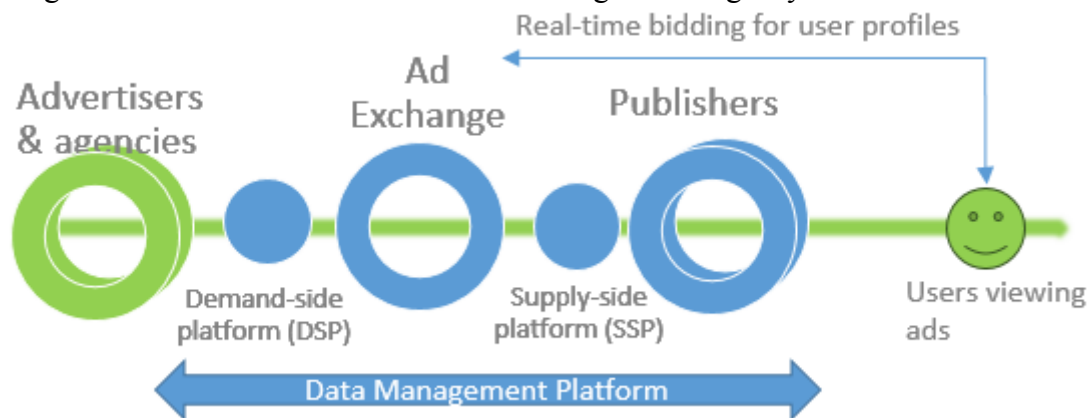 Real-time bidding for user profiles
Advertisers
& agencies
Ad
Exchange
Publishers
Demand-side
platform (DSP)
Supply-side
platform (SSP)
Users viewing
ads
Data Management Platform